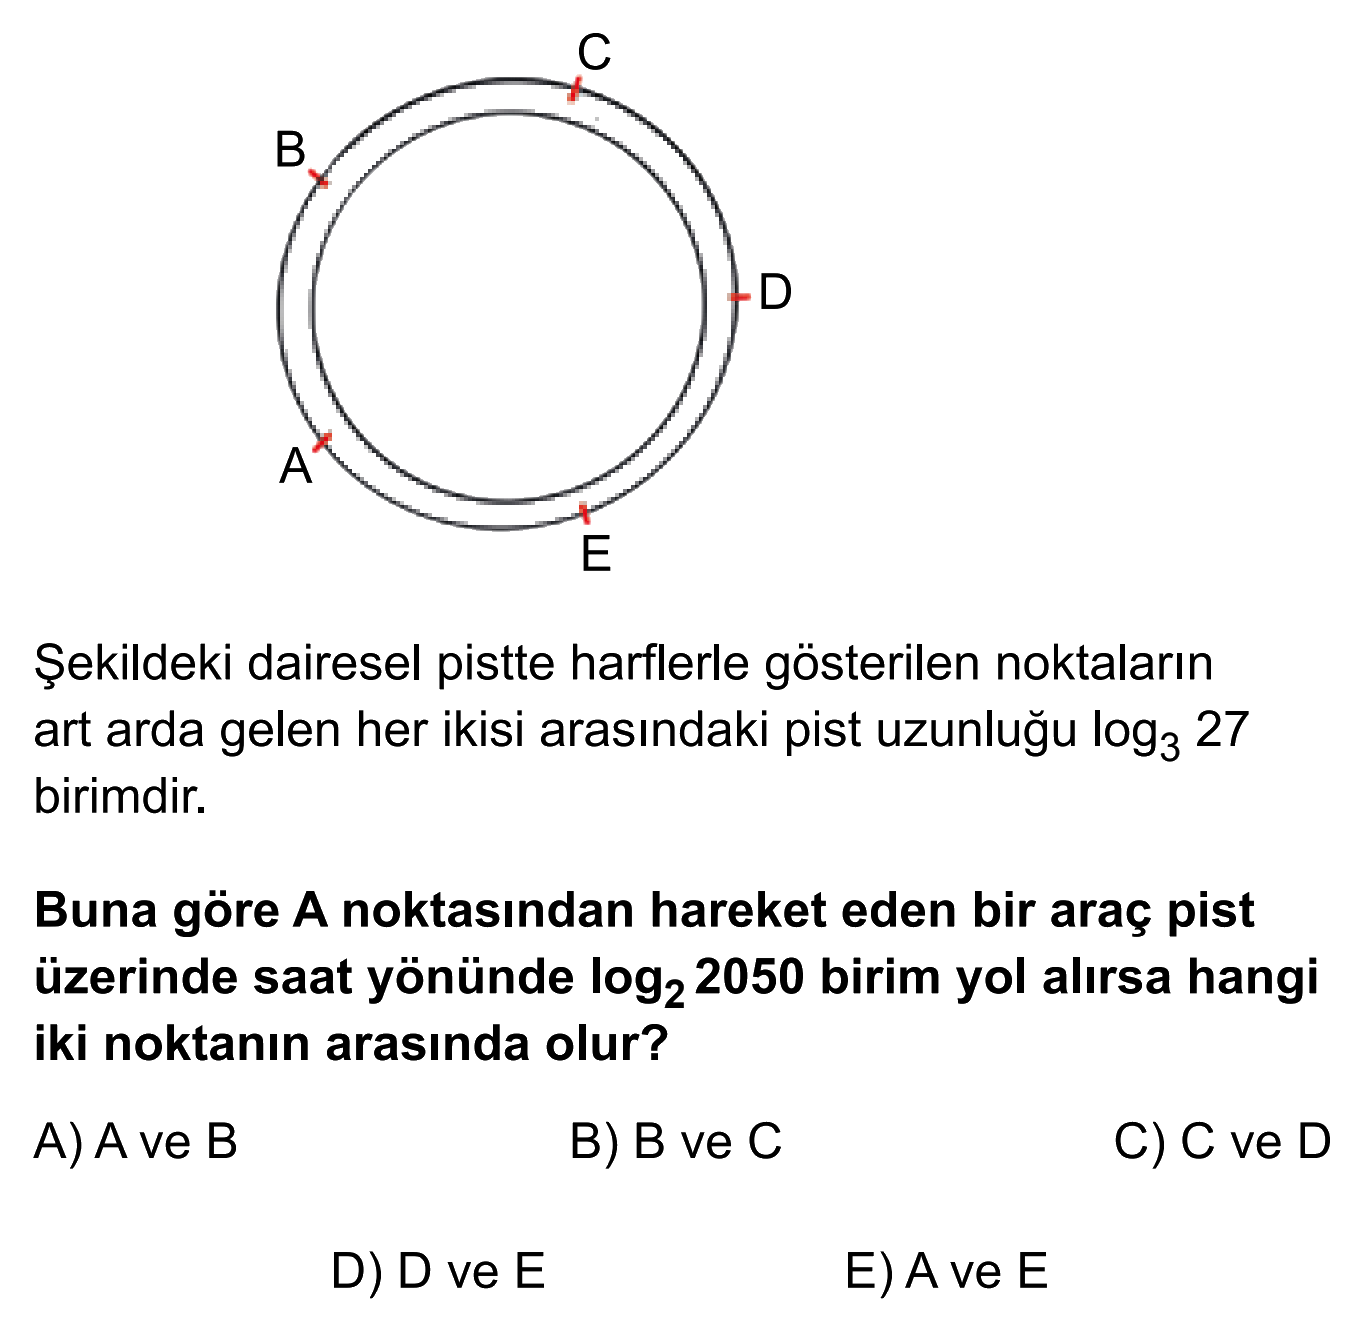 C
B
D
A
E
Şekildeki dairesel pistte harflerle gösterilen noktaların
art arda gelen her ikisi arasındaki pist uzunluğu log₃ 27
birimdir.
Buna göre A noktasından hareket eden bir araç pist
üzerinde saat yönünde log₂ 2050 birim yol alırsa hangi
iki noktanın arasında olur?
A) A ve B B) B ve C C) C ve D
D) D ve E E) A ve E